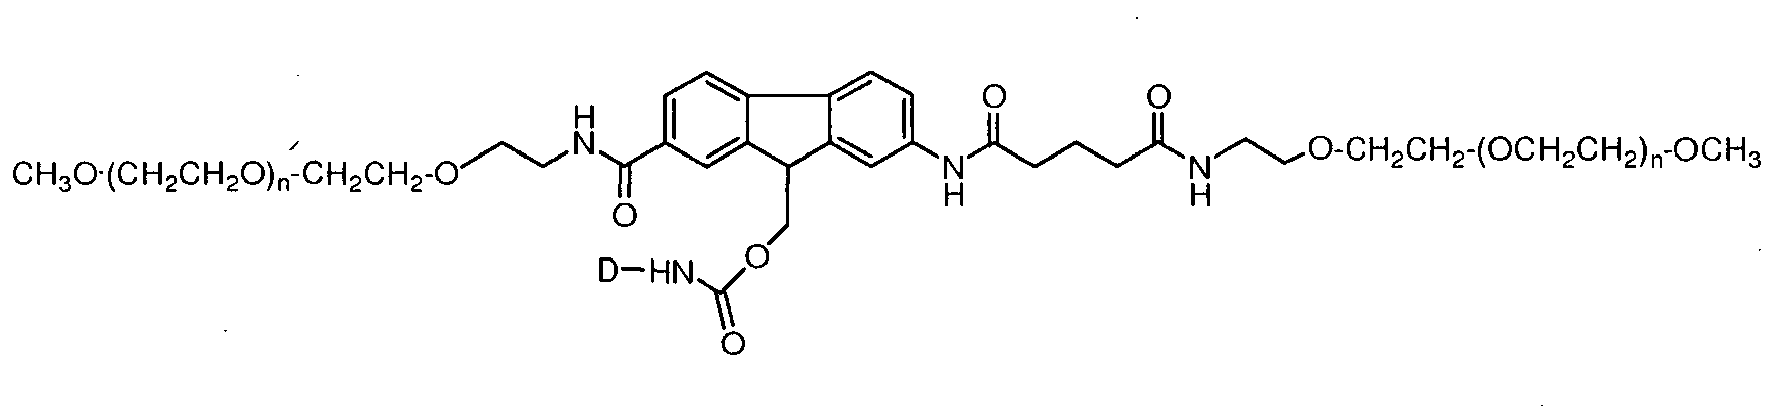 O O
H
N
CH3O-(CH2CH2O)n-CH2CH2-O N H N H O-CH2CH2-(OCH2CH2)n-OCH3
O
O
D-HN
O